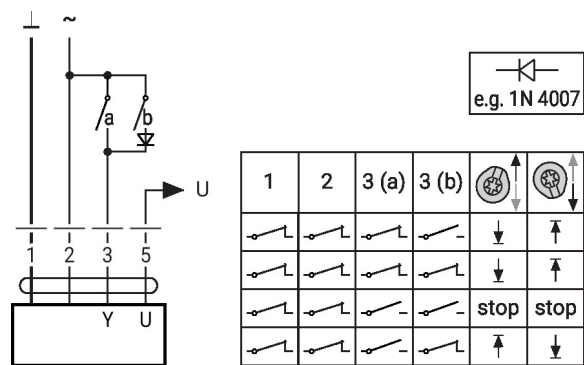 ⊥ ~
a b
e.g. 1N 4007
U
1 2 3 5
Y U
1 2 3 (a) 3 (b)
stop stop